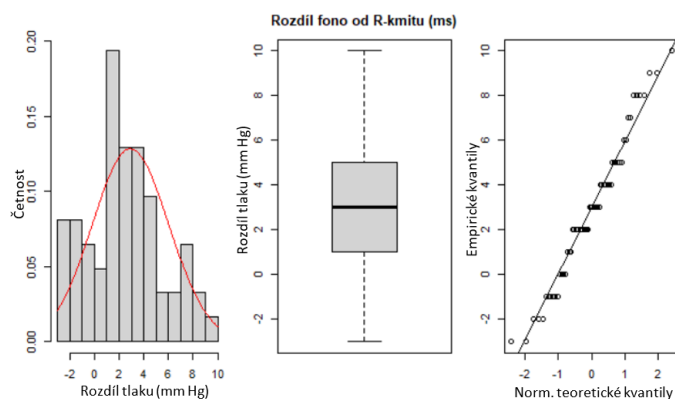 Rozdíl fono od R-kmitu (ms)
Četnost
0.00
0.05
0.10
0.15
0.20
-2 0 2 4 6 8 10
Rozdíl tlaku (mm Hg)
Rozdíl tlaku (mm Hg)
-2
0
2
4
6
8
10
Empirické kvantily
-2
0
2
4
6
8
10
-2 -1 0 1 2
Norm. teoretické kvantily